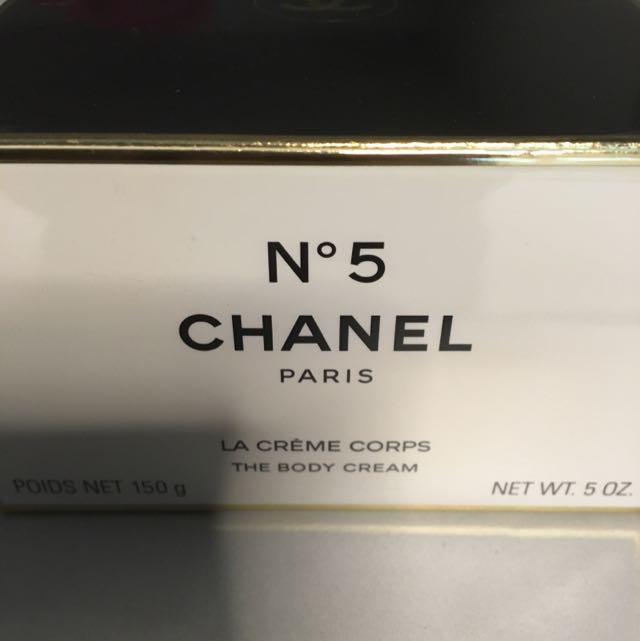 N°5
CHANEL
PARIS
LA CRÈME CORPS
THE BODY CREAM
POIDS NET 150 g
NET WT. 5 OZ.